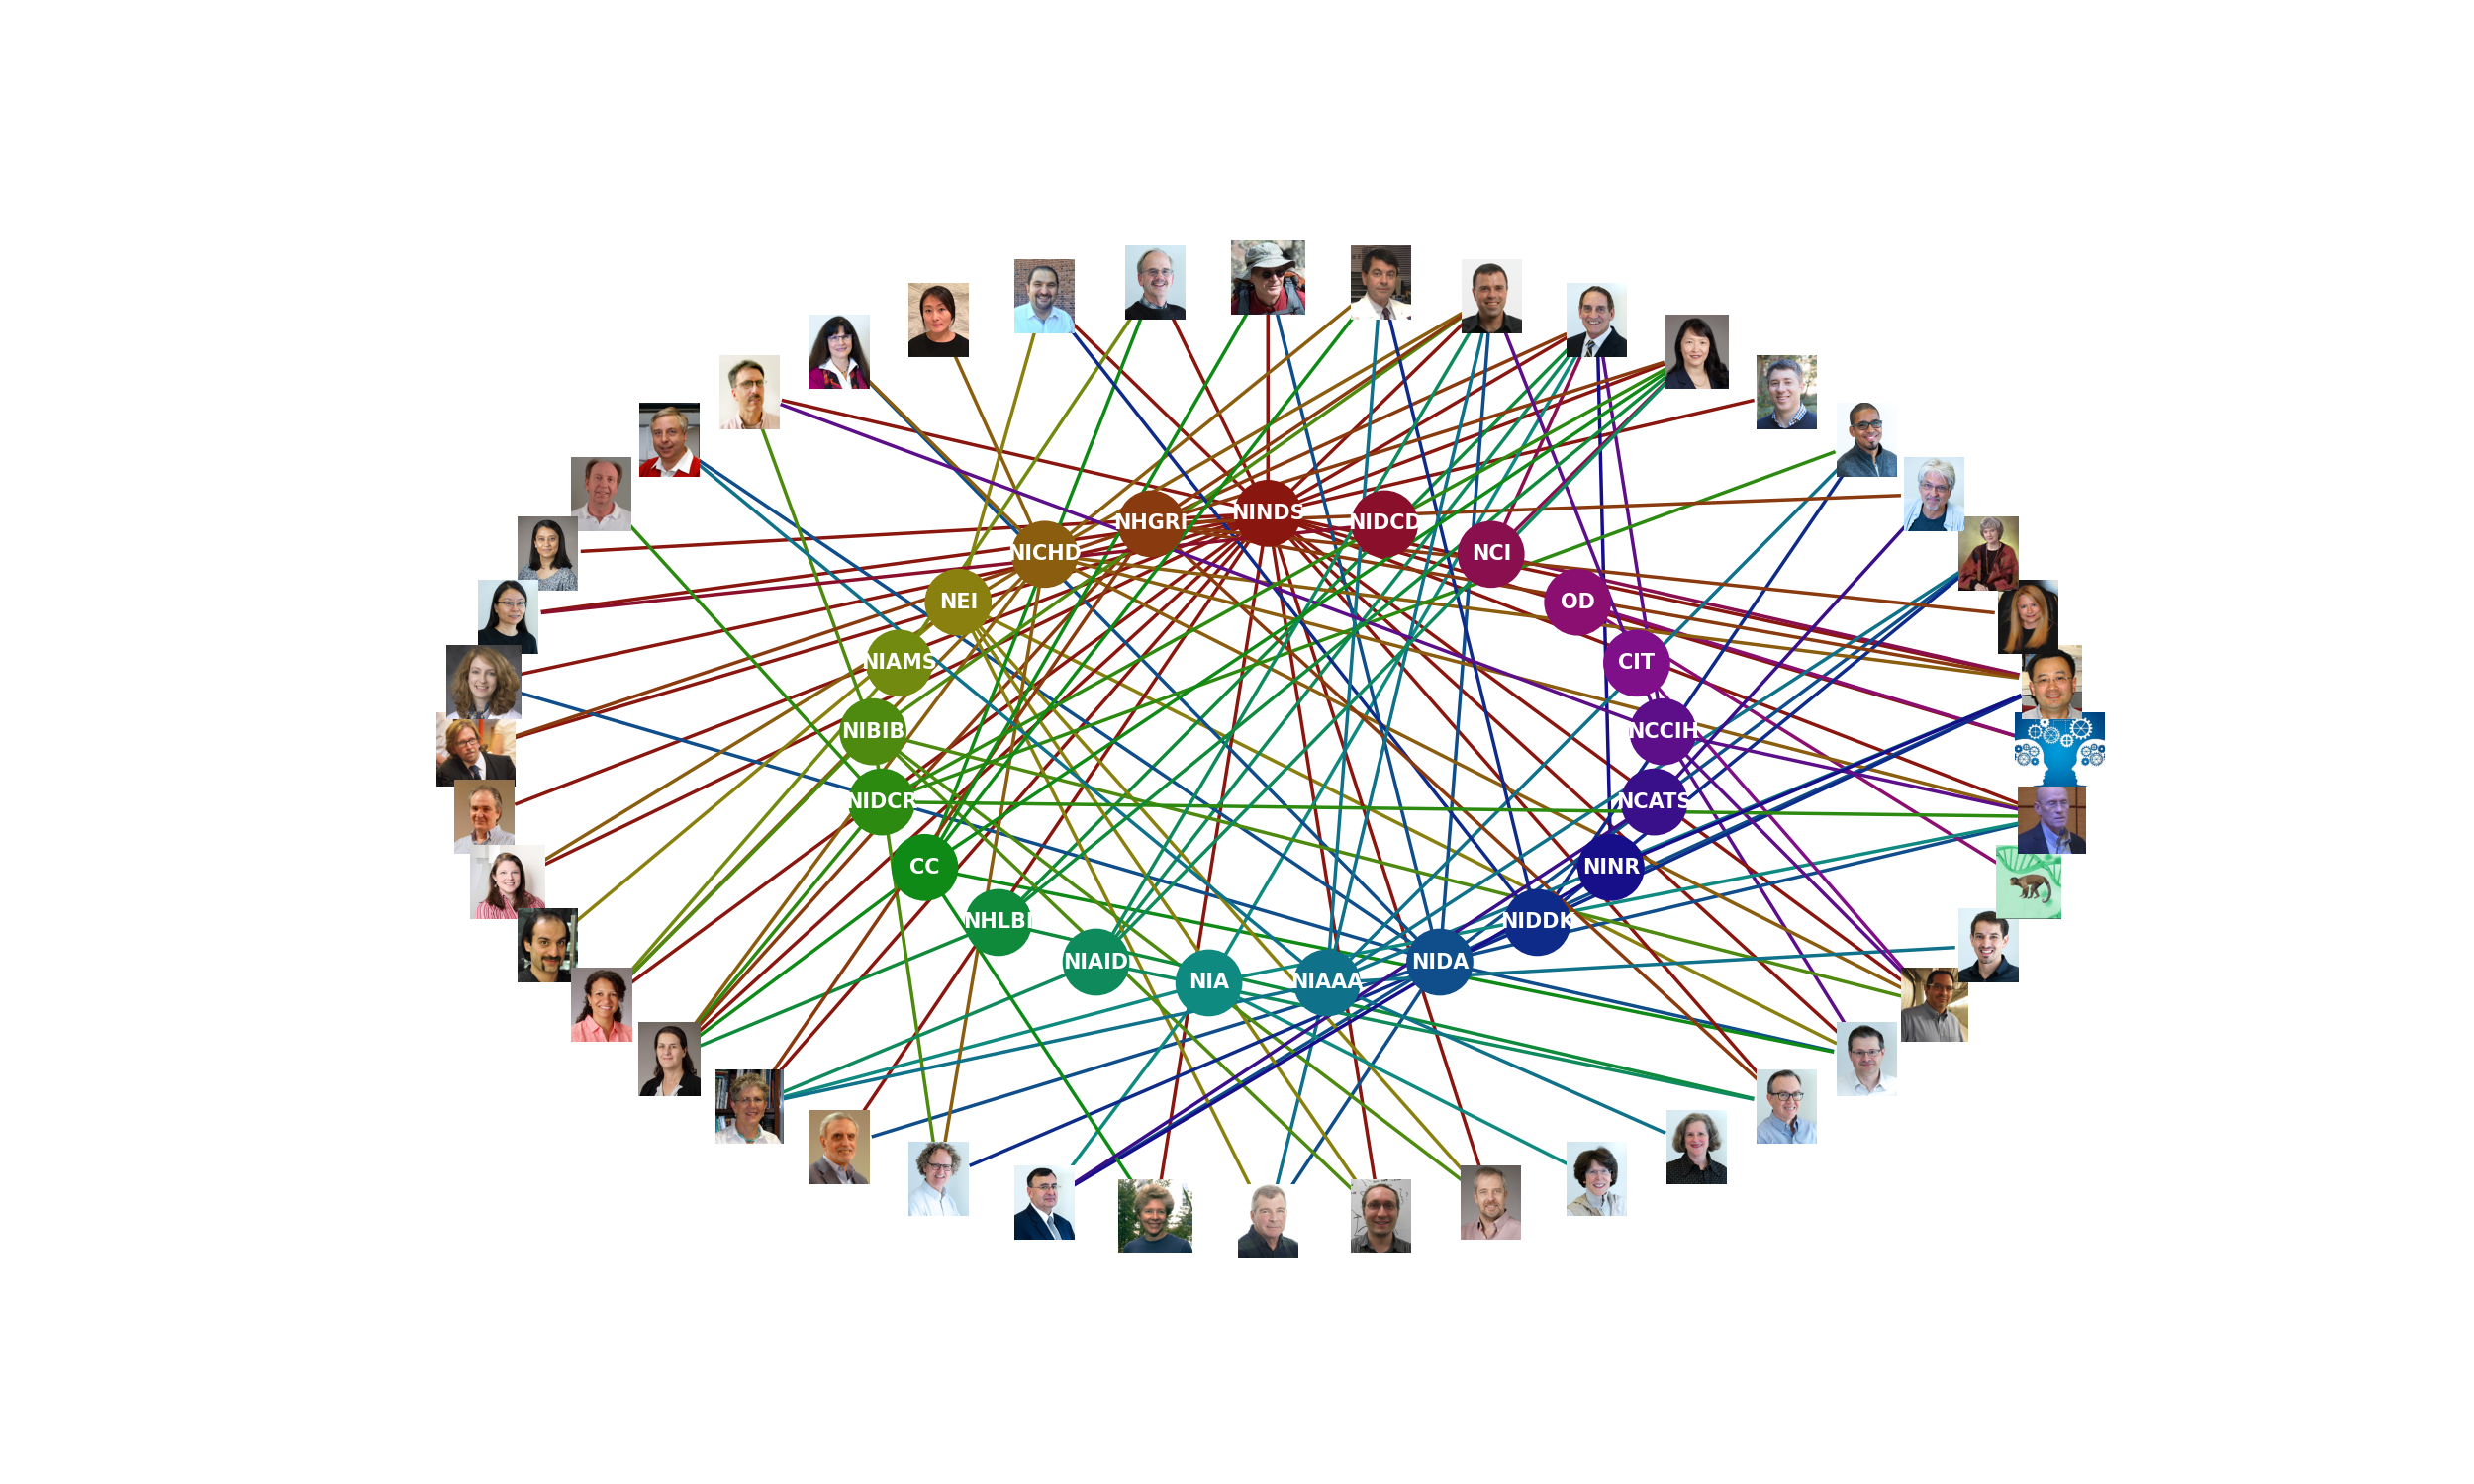 NINDS
NHGRI
NIDCD
NICHD
NCI
NEI
OD
NIAMS
CIT
NIBIB
NCCIH
NIDCR
NCATS
CC
NINR
NHLBI
NIDDK
NIAID
NIDA
NIA
NIAAA